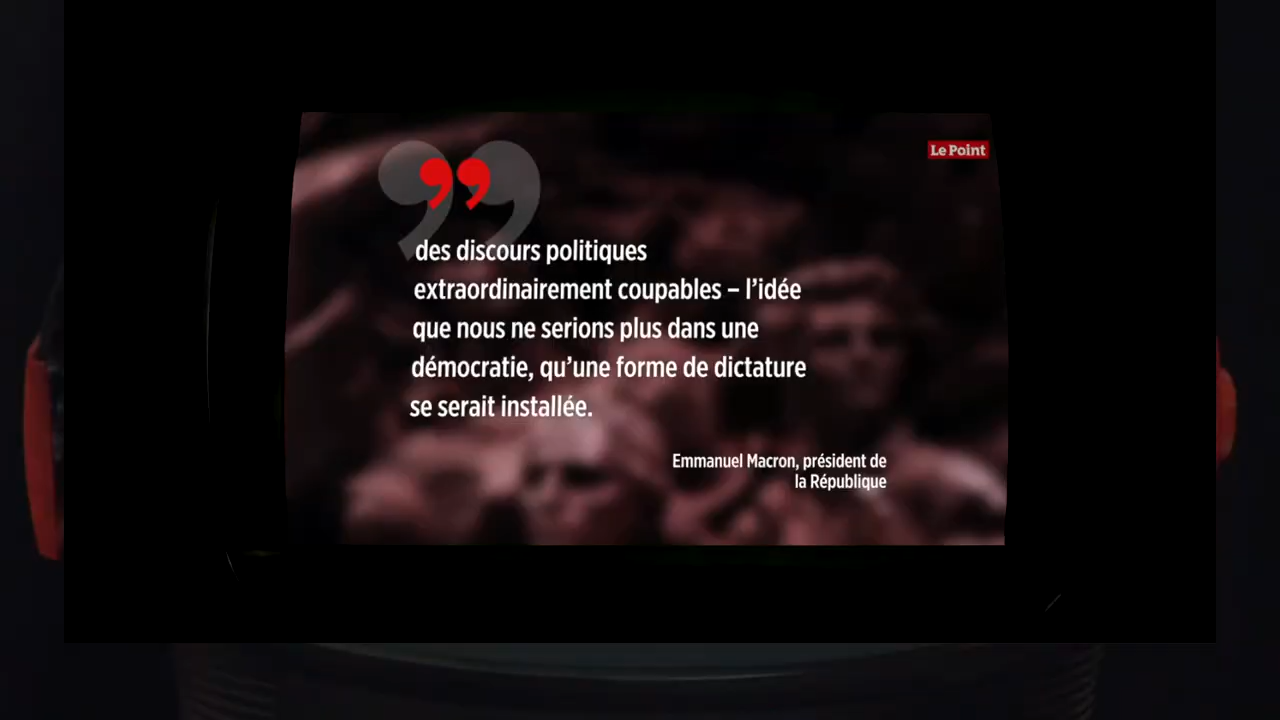 Le Point
des discours politiques
extraordinairement coupables – l’idée
que nous ne serions plus dans une
démocratie, qu’une forme de dictature
se serait installée.
Emmanuel Macron, président de
la République